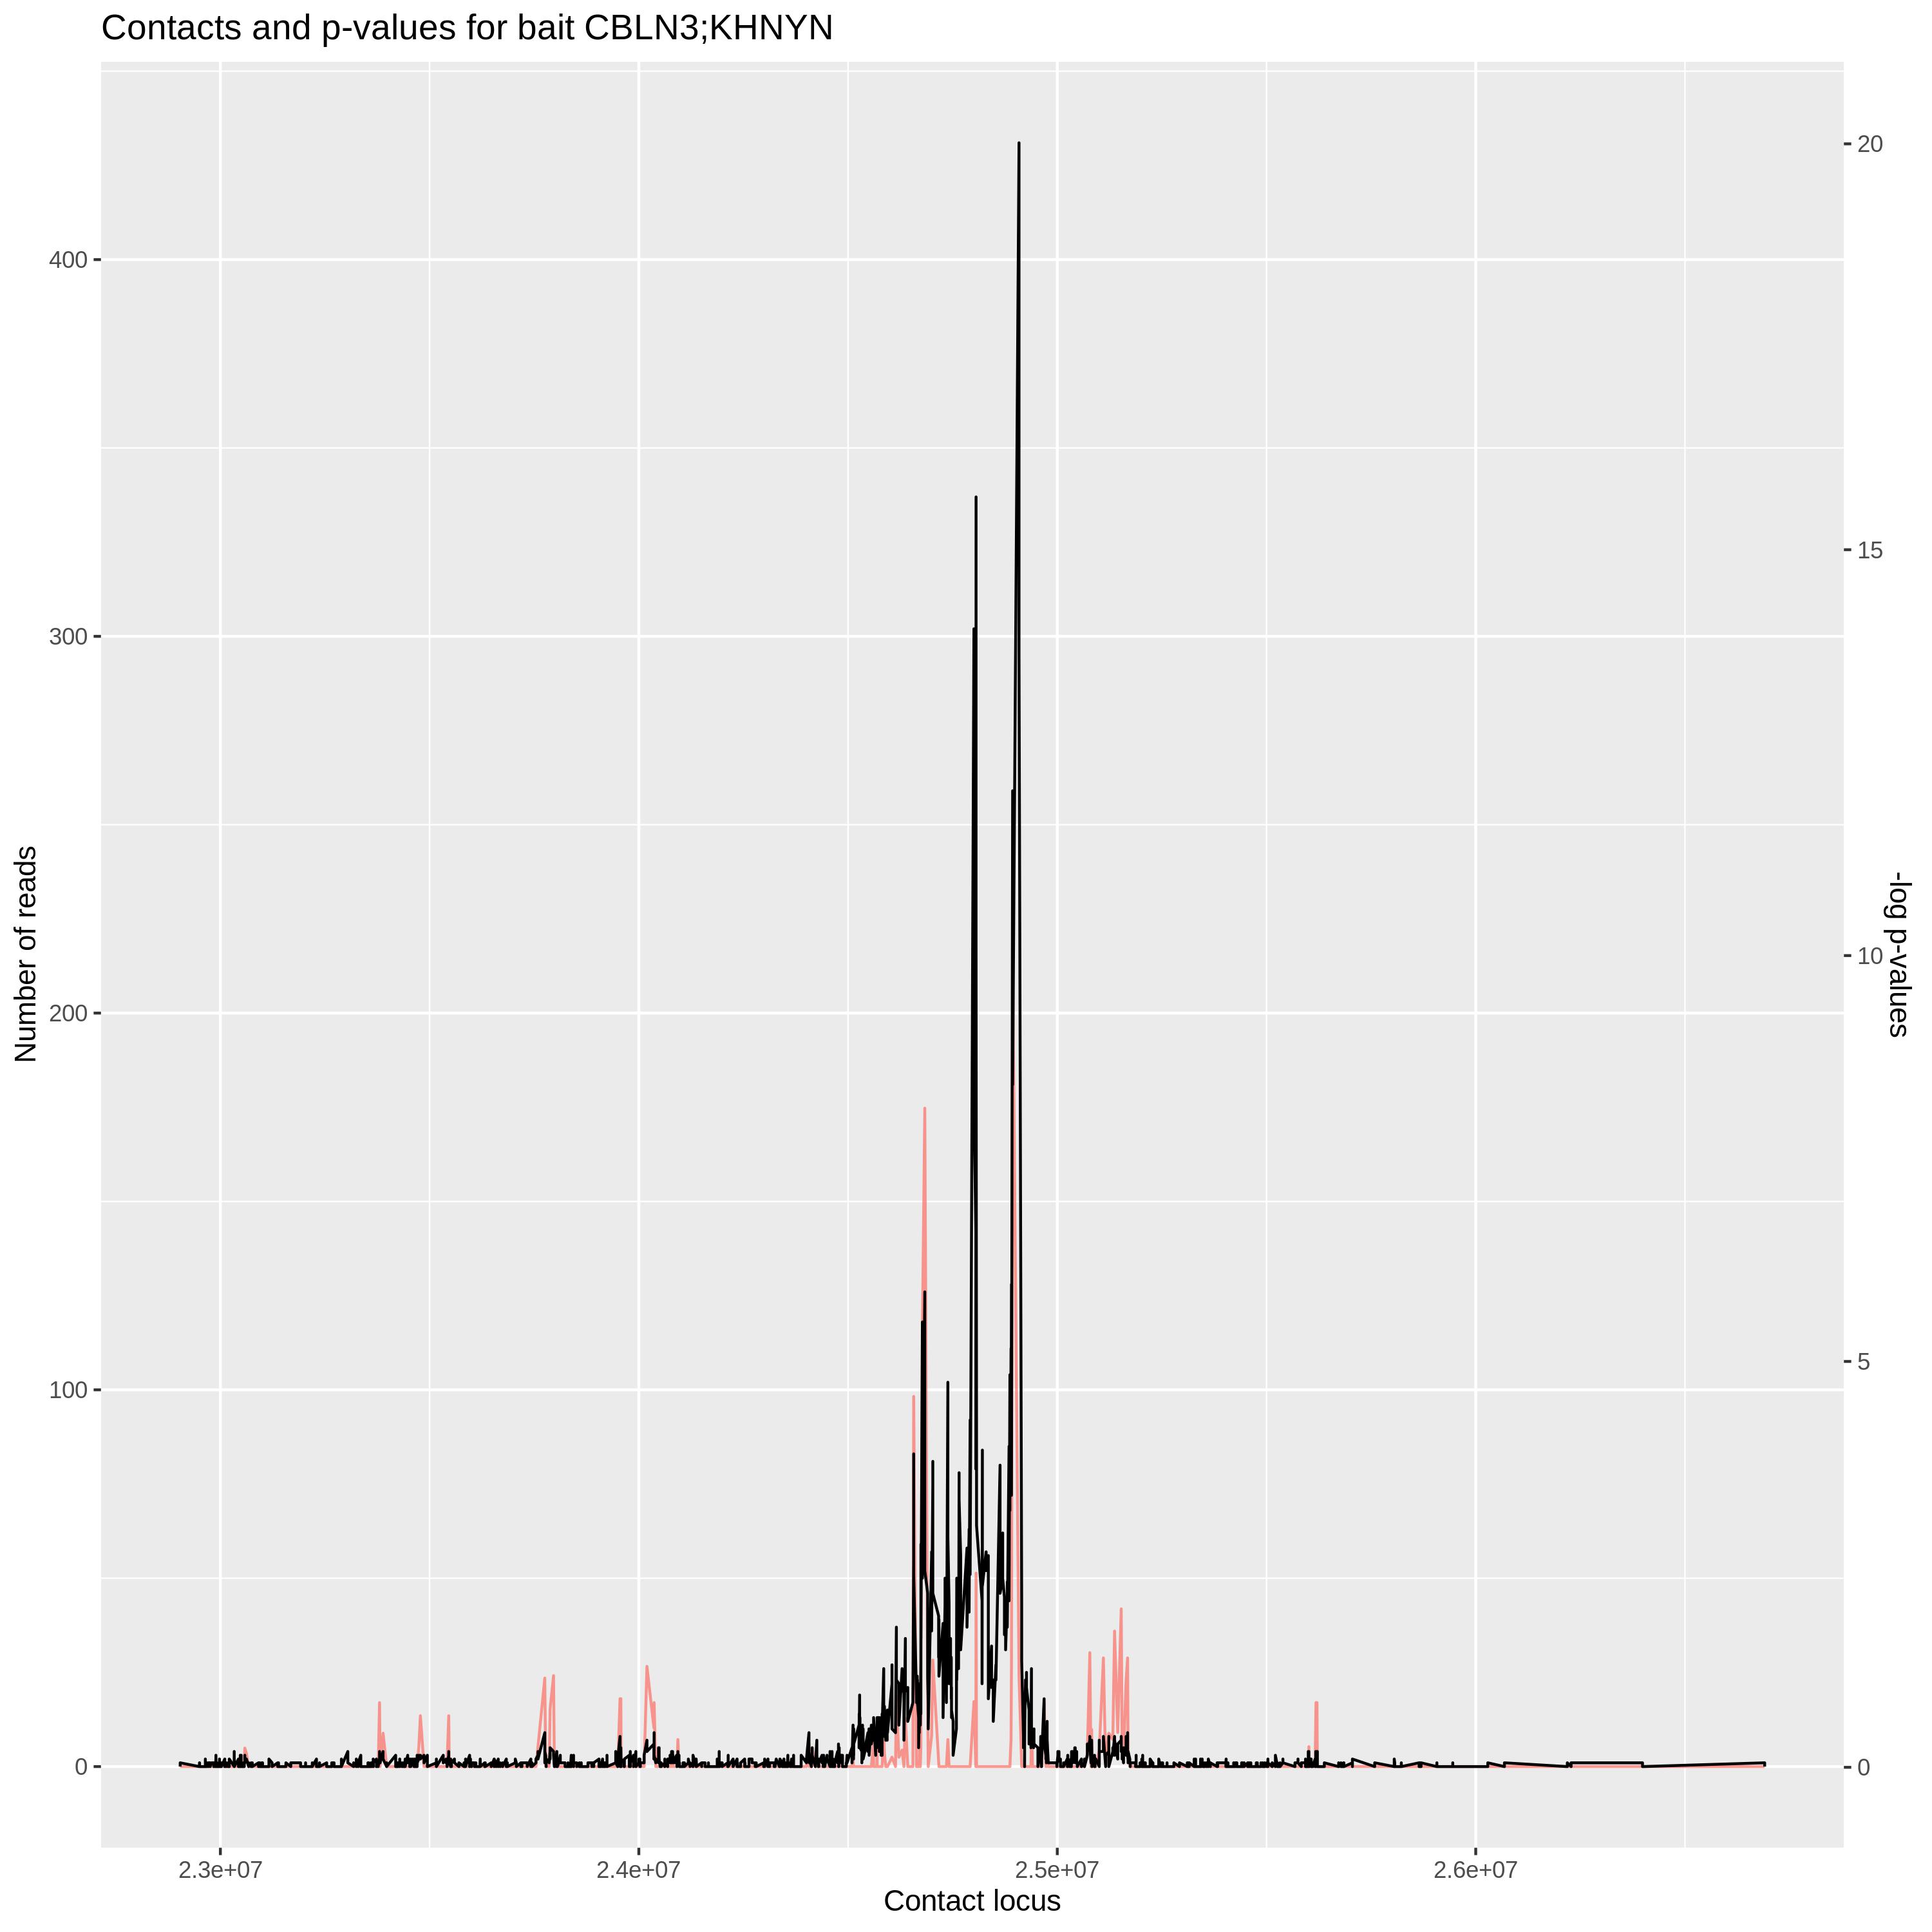 Contacts and p-values for bait CBLN3;KHNYN
400
300
200
100
0
Number of reads
20
15
10
5
0
-log p-values
2.3e+07
2.4e+07
2.5e+07
2.6e+07
Contact locus